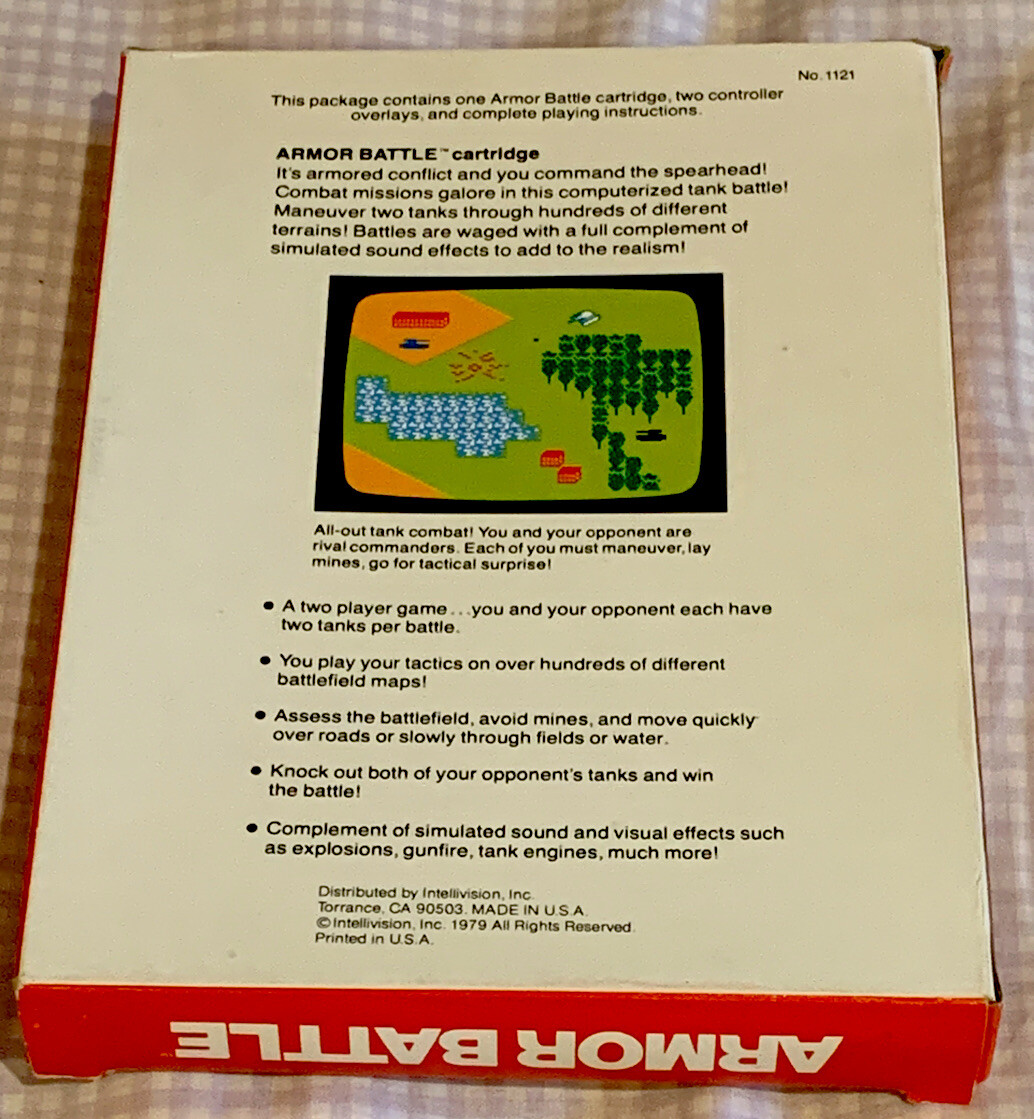 No. 1121
This package contains one Armor Battle cartridge, two controller
overlays, and complete playing instructions.
ARMOR BATTLE™ cartridge
It's armored conflict and you command the spearhead!
Combat missions galore in this computerized tank battle!
Maneuver two tanks through hundreds of different
terrains! Battles are waged with a full complement of
simulated sound effects to add to the realism!
All-out tank combat! You and your opponent are
rival commanders. Each of you must maneuver, lay
mines, go for tactical surprise!
● A two player game...you and your opponent each have
two tanks per battle.
● You play your tactics on over hundreds of different
battlefield maps!
● Assess the battlefield, avoid mines, and move quickly
over roads or slowly through fields or water.
● Knock out both of your opponent's tanks and win
the battle!
● Complement of simulated sound and visual effects such
as explosions, gunfire, tank engines, much more!
Distributed by Intellivision, Inc.
Torrance, CA 90503. MADE IN U.S.A.
© Intellivision, Inc. 1979 All Rights Reserved.
Printed in U.S.A.
ARMOR BATTLE